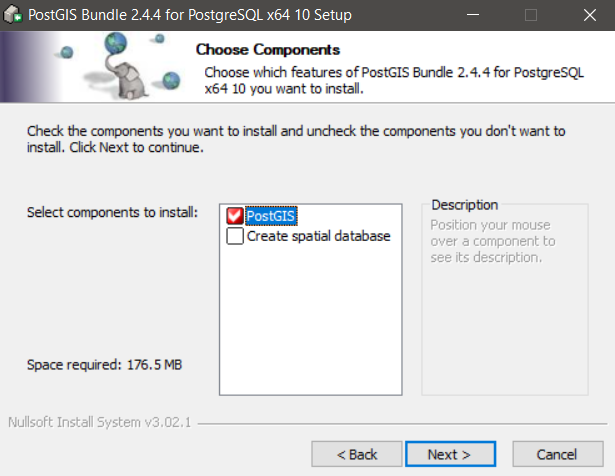 PostGIS Bundle 2.4.4 for PostgreSQL x64 10 Setup
Choose Components
Choose which features of PostGIS Bundle 2.4.4 for PostgreSQL
x64 10 you want to install.
Check the components you want to install and uncheck the components you don't want to
install. Click Next to continue.
Select components to install:
PostGIS
Create spatial database
Description
Position your mouse
over a component to
see its description.
Space required: 176.5 MB
Nullsoft Install System v3.02.1
< Back
Next >
Cancel